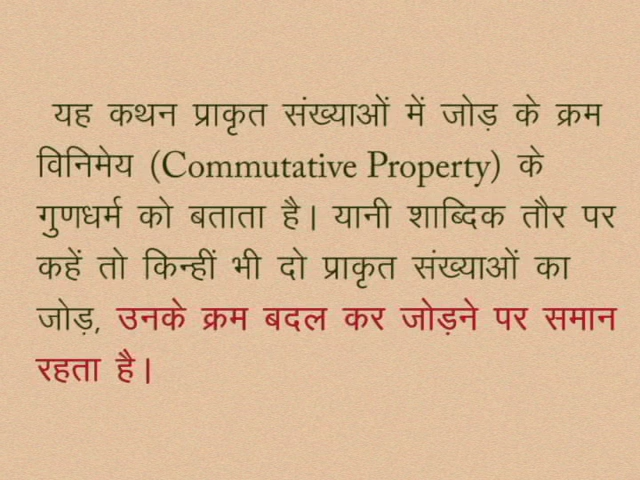 यह कथन प्राकृत संख्याओं में जोड़ के क्रम
विनिमेय (Commutative Property) के
गुणधर्म को बताता है। यानी शाब्दिक तौर पर
कहें तो किन्हीं भी दो प्राकृत संख्याओं का
जोड़, उनके क्रम बदल कर जोड़ने पर समान
रहता है।